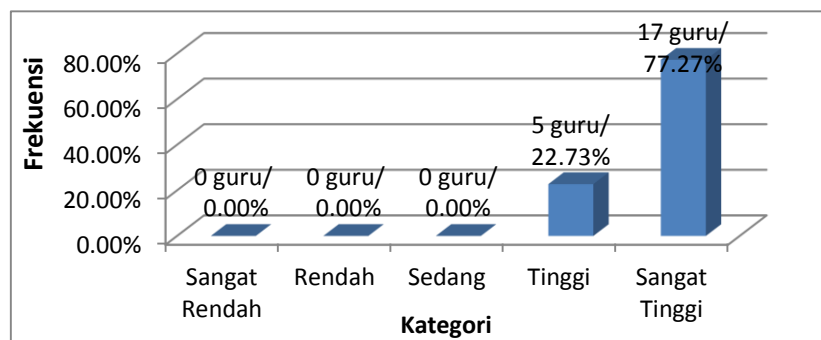 Frekuensi
80.00%
60.00%
40.00%
20.00%
0.00%
0 guru/
0.00%
0 guru/
0.00%
0 guru/
0.00%
5 guru/
22.73%
17 guru/
77.27%
Sangat
Rendah
Rendah
Sedang
Tinggi
Sangat
Tinggi
Kategori